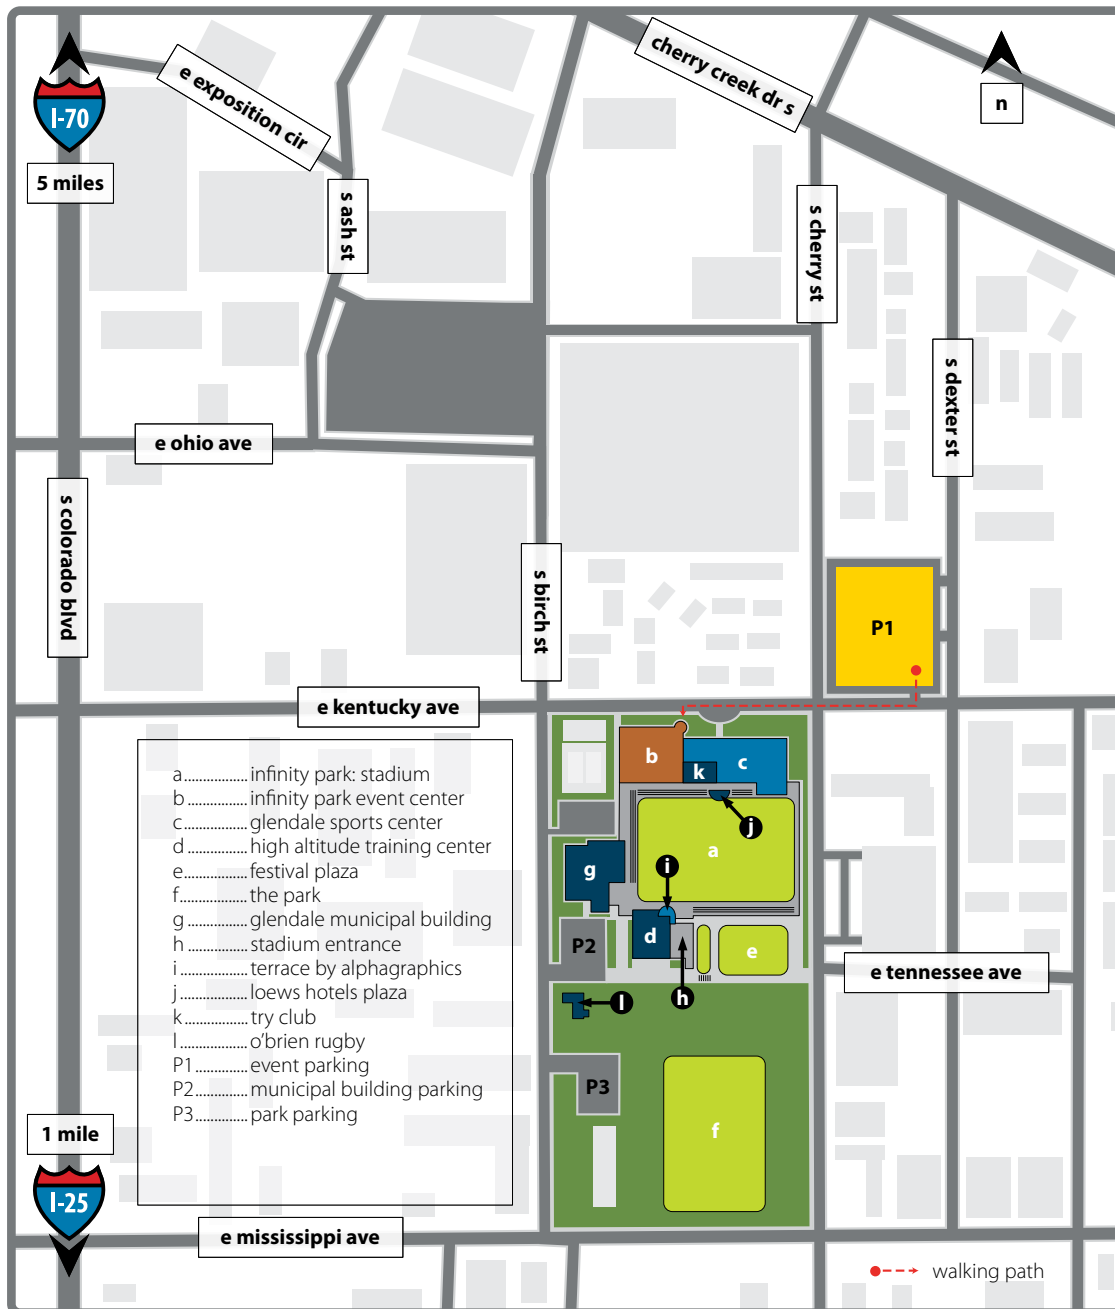 cherry creek dr s
e exposition cir
I-70
n
5 miles
s ash st
s cherry st
s dexter st
e ohio ave
s colorado blvd
s birch st
P1
e kentucky ave
b
c
k
j
a
i
g
d
P2
e
h
l
e tennessee ave
P3
f
a................infinity park: stadium
b................infinity park event center
c................glendale sports center
d................high altitude training center
e................festival plaza
f................the park
g................glendale municipal building
h................stadium entrance
i................terrace by alphagraphics
j................loews hotels plaza
k................try club
l................o'brien rugby
P1..............event parking
P2..............municipal building parking
P3..............park parking
1 mile
I-25
e mississippi ave
walking path